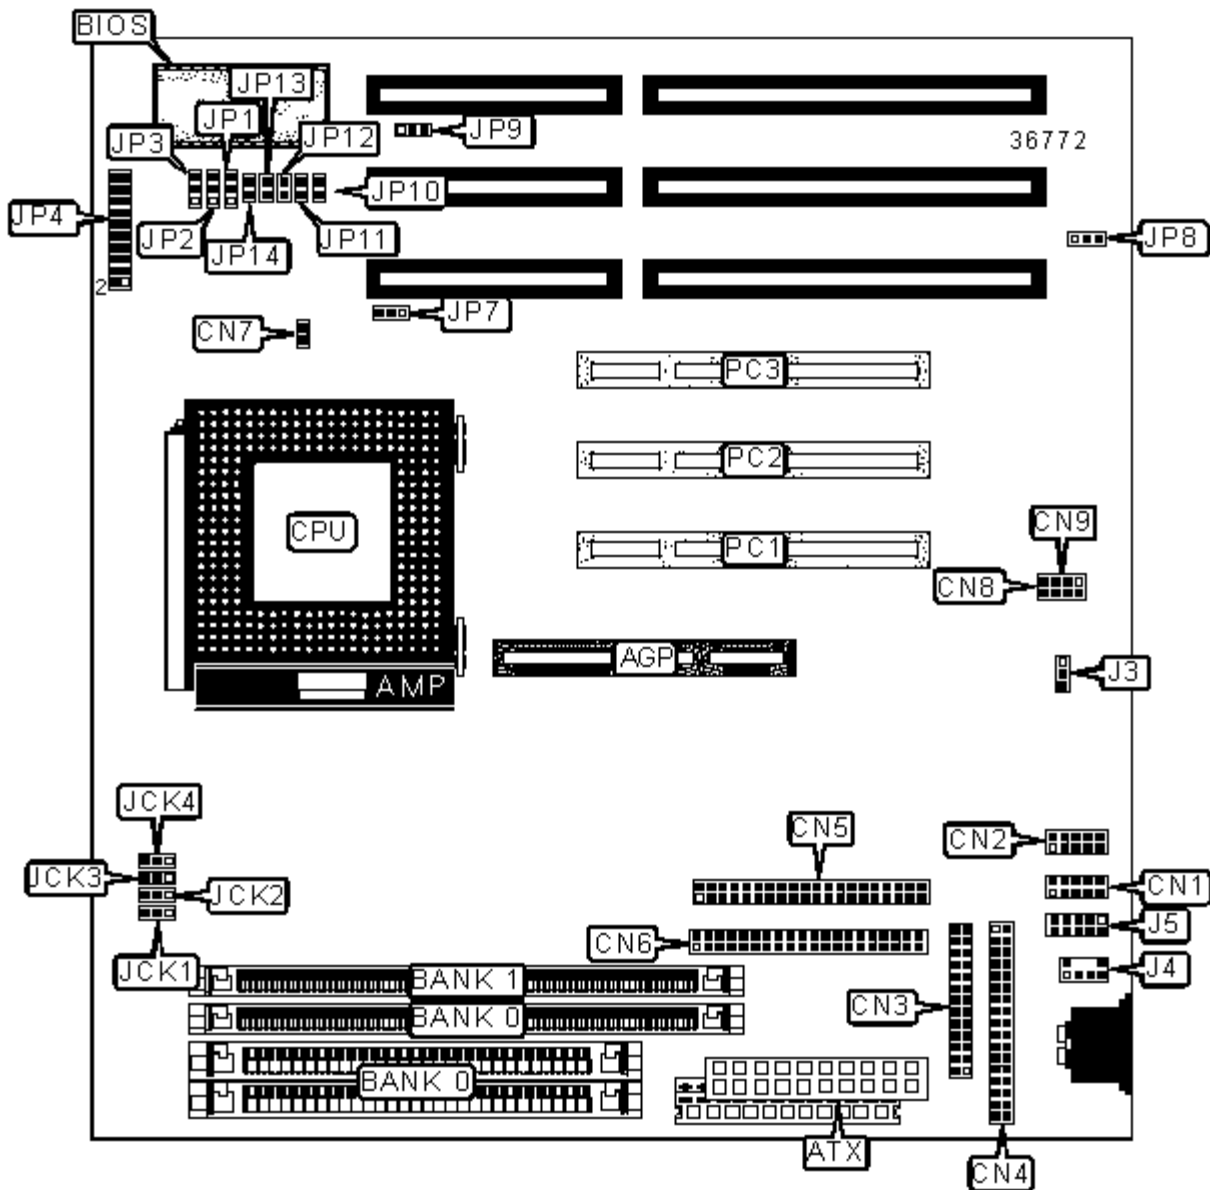 BIOS
JP13
JP1
JP3
JP12
JP9
36772
JP4
JP10
JP2
JP14
JP11
JP8
2
CN7
JP7
PC3
PC2
CPU
CN9
PC1
CN8
AGP
J3
AMP
JCK4
CN5
CN2
JCK3
JCK2
CN1
J5
CN6
JCK1
BANK 1
J4
CN3
BANK 0
BANK 0
ATX
CN4